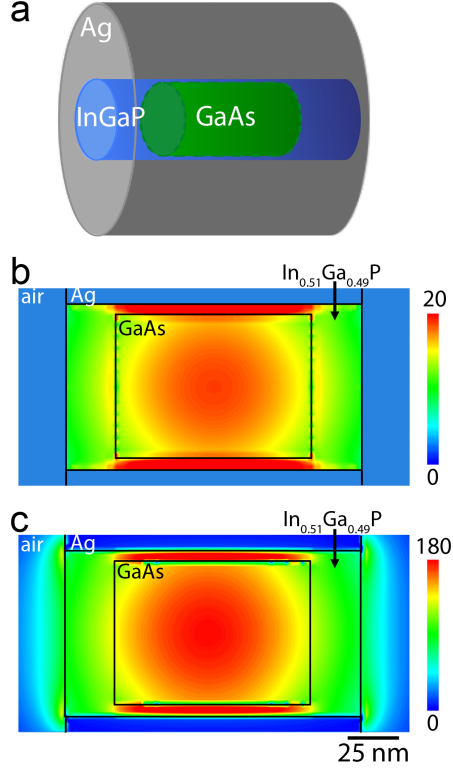 a
Ag
InGaP
GaAs
b
In₀.₅₁Ga₀.₄₉P
air
Ag
20
GaAs
0
c
In₀.₅₁Ga₀.₄₉P
air
Ag
180
GaAs
0
25 nm